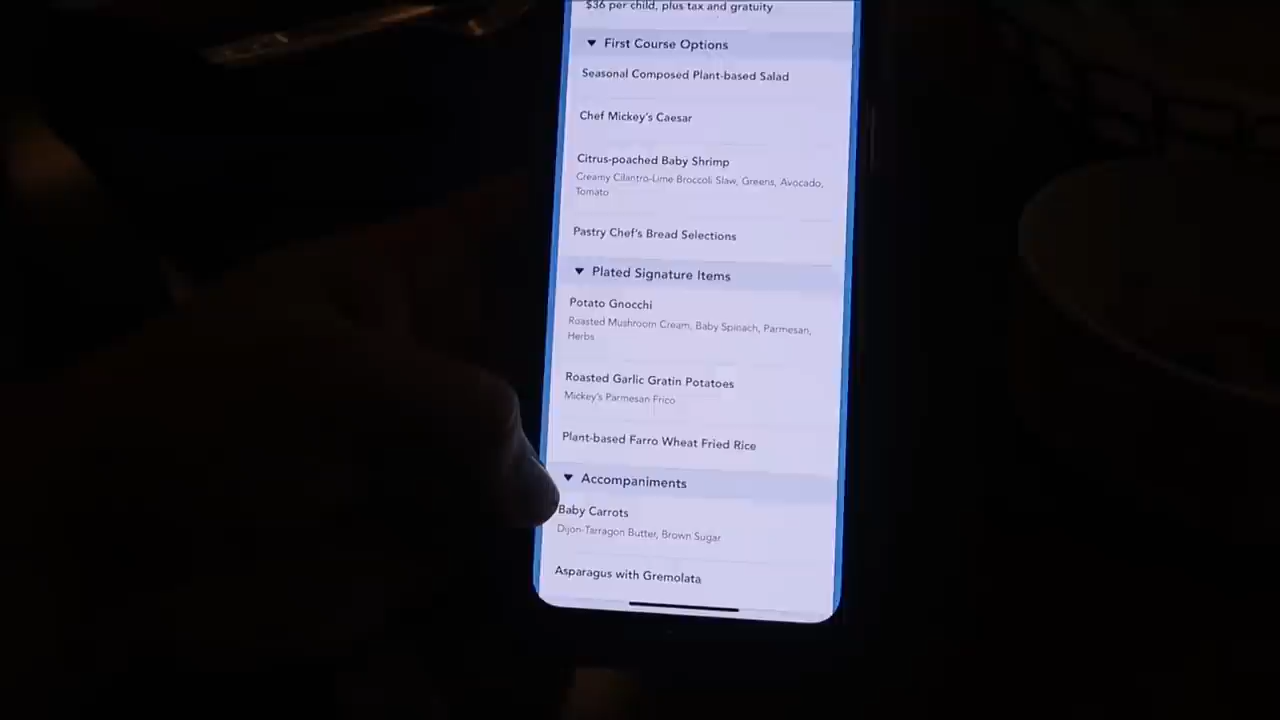 $36 per child, plus tax and gratuity
First Course Options
Seasonal Composed Plant-based Salad
Chef Mickey's Caesar
Citrus-poached Baby Shrimp
Creamy Cilantro-Lime Broccoli Slaw, Greens, Avocado,
Tomato
Pastry Chef's Bread Selections
Plated Signature Items
Potato Gnocchi
Roasted Mushroom Cream, Baby Spinach, Parmesan,
Herbs
Roasted Garlic Gratin Potatoes
Mickey's Parmesan Frico
Plant-based Farro Wheat Fried Rice
Accompaniments
Baby Carrots
Dijon-Tarragon Butter, Brown Sugar
Asparagus with Gremolata